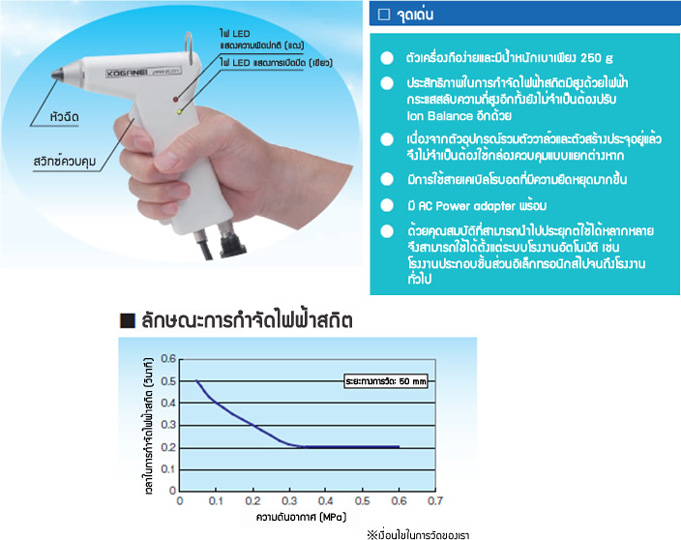 ไฟ LED
แสดงความผิดปกติ (แดง)
ไฟ LED แสดงการเปิดปิด (เขียว)
KOGANEI
หัวฉีด
สวิทช์ควบคุม
จุดเด่น
ตัวเครื่องถือง่ายและมีน้ำหนักเบาเพียง 250 g
ประสิทธิภาพในการกำจัดไฟฟ้าสถิตมีสูงด้วยไฟฟ้า
กระแสสลับความถี่สูงอีกทั้งยังไม่จำเป็นต้องปรับ
Ion Balance อีกด้วย
เนื่องจากตัวอุปกรณ์รวมตัววาล์วและตัวสร้างประจุอยู่แล้ว
จึงไม่จำเป็นต้องใช้กล่องควบคุมแบบแยกต่างหาก
มีการใช้สายเคเบิลโรบอตที่มีความยืดหยุดมากขึ้น
มี AC Power adapter พร้อม
ด้วยคุณสมบัติที่สามารถนำไปประยุกต์ใช้ได้หลากหลาย
จึงสามารถใช้ได้ตั้งแต่ระบบโรงงานอัตโนมัติ เช่น
โรงงานประกอบชิ้นส่วนอิเล็กทรอนิกส์ไปจนถึงโรงงาน
ทั่วไป
ลักษณะการกำจัดไฟฟ้าสถิต
เวลาในการกำจัดไฟฟ้าสถิต (วินาที)
0.6
0.5
0.4
0.3
0.2
0.1
0
ระยะทางการวัด: 50 mm
0 0.1 0.2 0.3 0.4 0.5 0.6 0.7
ความดันอากาศ (MPa)
※เงื่อนไขในการวัดของเรา